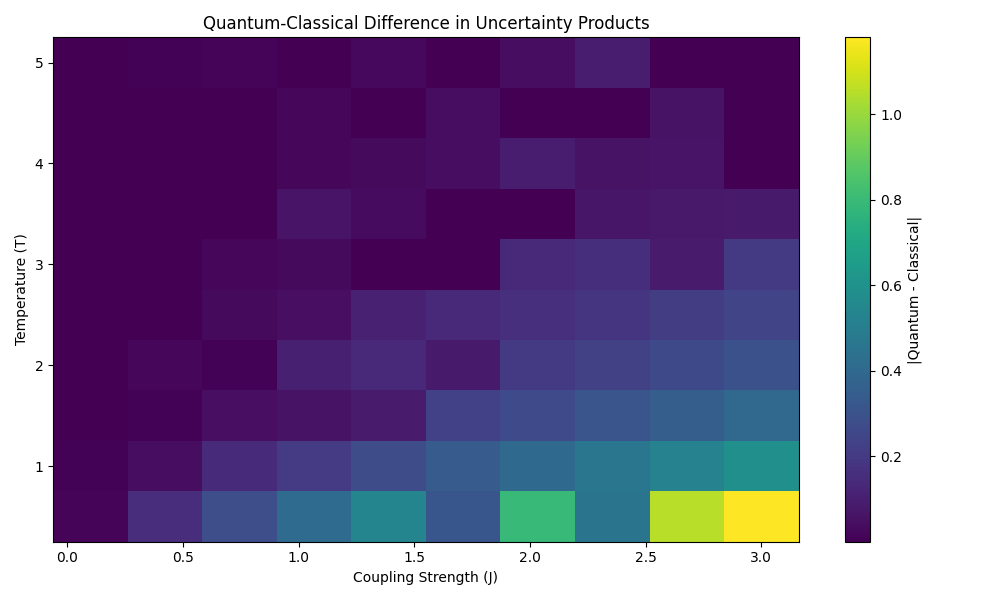 Quantum-Classical Difference in Uncertainty Products
Temperature (T)
5
4
3
2
1
0.0 0.5 1.0 1.5 2.0 2.5 3.0
Coupling Strength (J)
1.0
0.8
0.6
0.4
0.2
|Quantum - Classical|